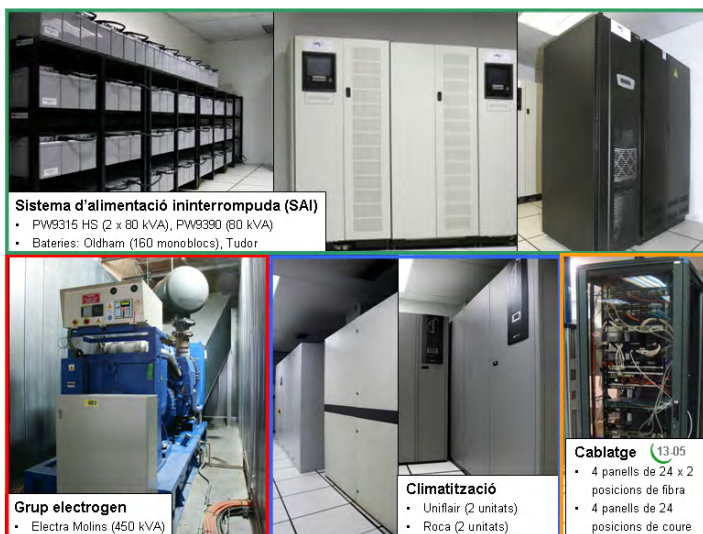 Sistema d'alimentació ininterrompuda (SAI)
• PW9315 HS (2 x 80 kVA), PW9390 (80 kVA)
• Bateries: Oldham (160 monoblocs), Tudor
Grup electrogen
• Electra Molins (450 kVA)
Climatització
• Uniflair (2 unitats)
• Roca (2 unitats)
Cablatge 13-05
• 4 panells de 24 x 2
posicions de fibra
• 4 panells de 24
posicions de coure